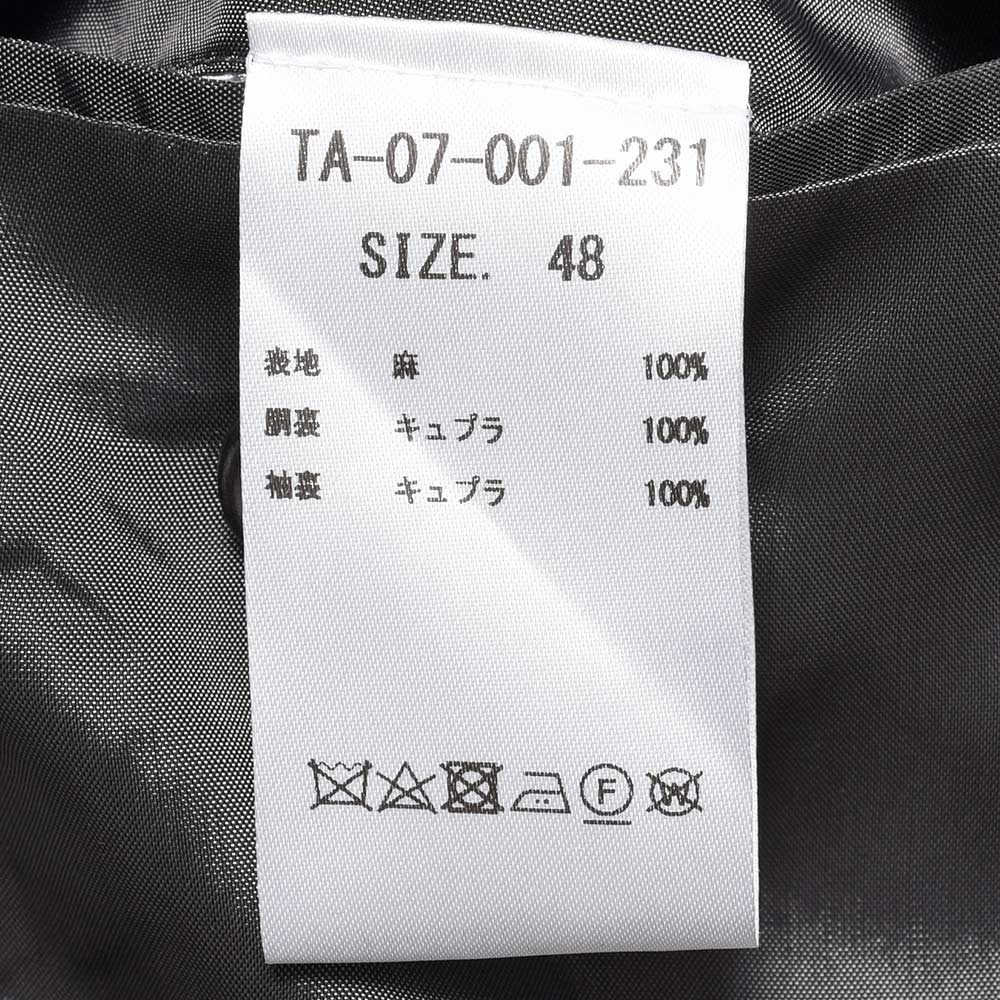 TA-07-001-231
SIZE. 48
表地 麻 100%
胴裏 キュプラ 100%
袖裏 キュプラ 100%
F
W